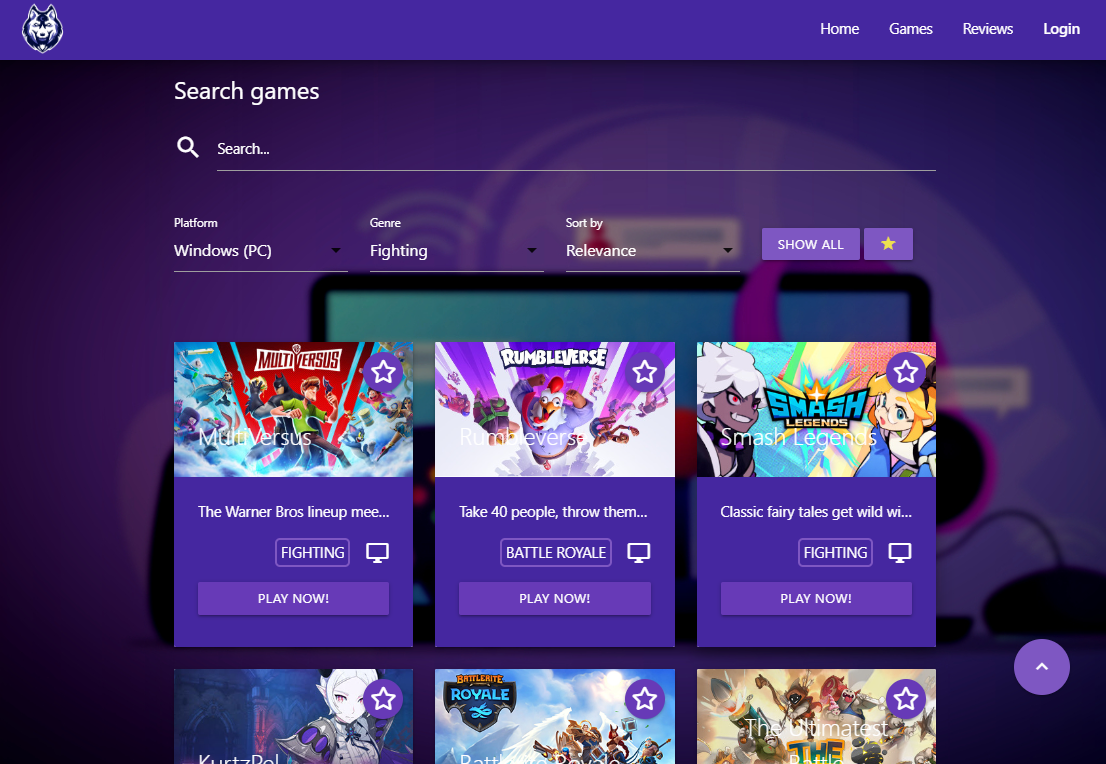 Home Games Reviews Login
Search games
Search...
Platform Genre Sort by
Windows (PC) Fighting Relevance SHOW ALL
MULTIVERSUS RUMBLEVERSE SMASH LEGENDS
MultiVersus Rumbleverse Smash Legends
The Warner Bros lineup mee... Take 40 people, throw them... Classic fairy tales get wild wi...
FIGHTING BATTLE ROYALE FIGHTING
PLAY NOW! PLAY NOW! PLAY NOW!
BATTLERITE
ROYALE
The Ultimatest
THE
KurtzPel Battlerite Royale Battle